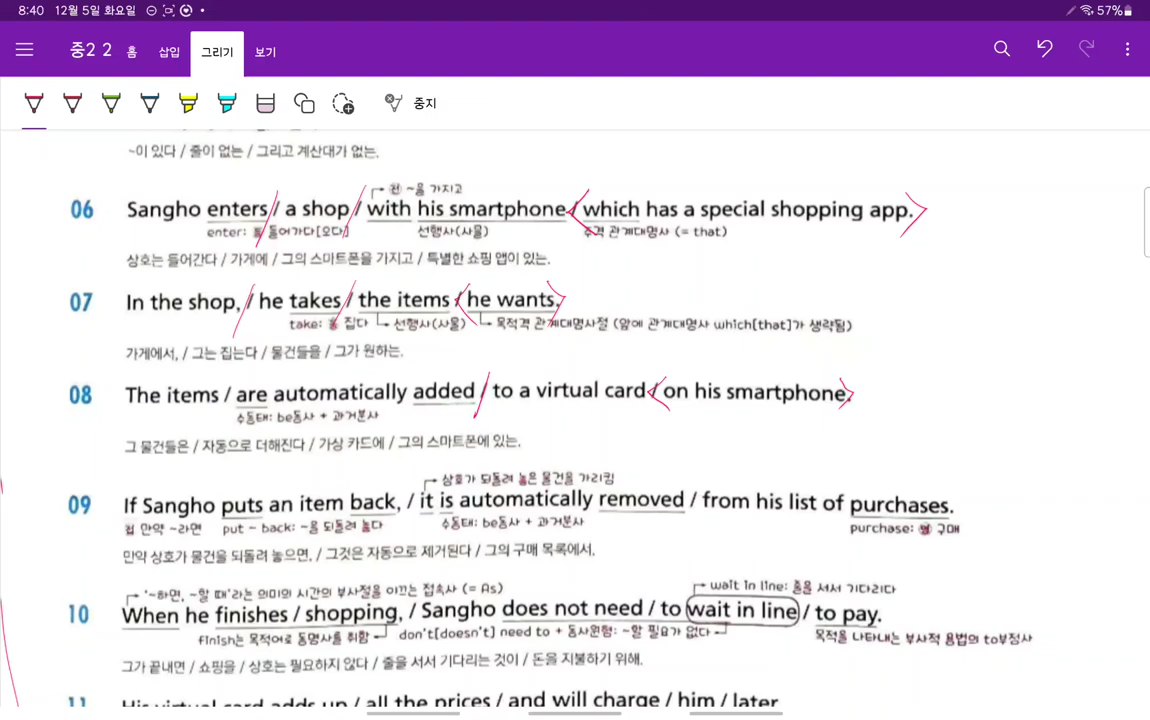 8:40 12월 5일 화요일 57%
중2 2 홈 삽입 그리기 보기
중지
~이 있다 / 줄이 없는 / 그리고 계산대가 없는.
전 ~을 가지고
06 Sangho enters / a shop / with his smartphone / which has a special shopping app.
enter: 동 들어가다[오다] 선행사(사물) 주격 관계대명사 (= that)
상호는 들어간다 / 가게에 / 그의 스마트폰을 가지고 / 특별한 쇼핑 앱이 있는.
07 In the shop, / he takes / the items / he wants.
take: 동 집다 선행사(사물) 목적격 관계대명사절 (앞에 관계대명사 which[that]가 생략됨)
가게에서, / 그는 집는다 / 물건들을 / 그가 원하는.
08 The items / are automatically added / to a virtual card / on his smartphone.
수동태: be동사 + 과거분사
그 물건들은 / 자동으로 더해진다 / 가상 카드에 / 그의 스마트폰에 있는.
상호가 되돌려 놓은 물건을 가리킴
09 If Sangho puts an item back, / it is automatically removed / from his list of purchases.
접 만약 ~라면 put - back: ~을 되돌려 놓다 수동태: be동사 + 과거분사 purchase: 명 구매
만약 상호가 물건을 되돌려 놓으면, / 그것은 자동으로 제거된다 / 그의 구매 목록에서.
'~하면, ~할 때'라는 의미의 시간의 부사절을 이끄는 접속사 (= As) wait in line: 줄을 서서 기다리다
10 When he finishes / shopping, / Sangho does not need / to wait in line / to pay.
finish는 목적어로 동명사를 취함 don't[doesn't] need to + 동사원형: ~할 필요가 없다 목적을 나타내는 부사적 용법의 to부정사
그가 끝내면 / 쇼핑을 / 상호는 필요하지 않다 / 줄을 서서 기다리는 것이 / 돈을 지불하기 위해.
11 His virtual card adds up / all the prices / and will charge / him / later